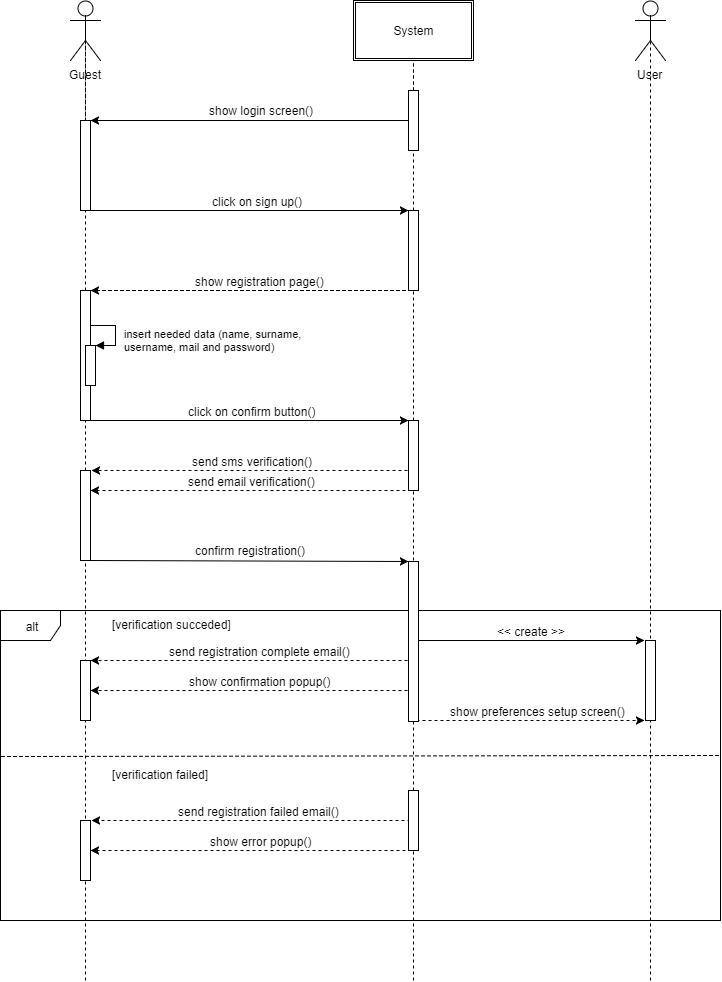 System
Guest
User
show login screen()
click on sign up()
show registration page()
insert needed data (name, surname,
username, mail and password)
click on confirm button()
send sms verification()
send email verification()
confirm registration()
alt
[verification succeded]
<< create >>
send registration complete email()
show confirmation popup()
show preferences setup screen()
[verification failed]
send registration failed email()
show error popup()